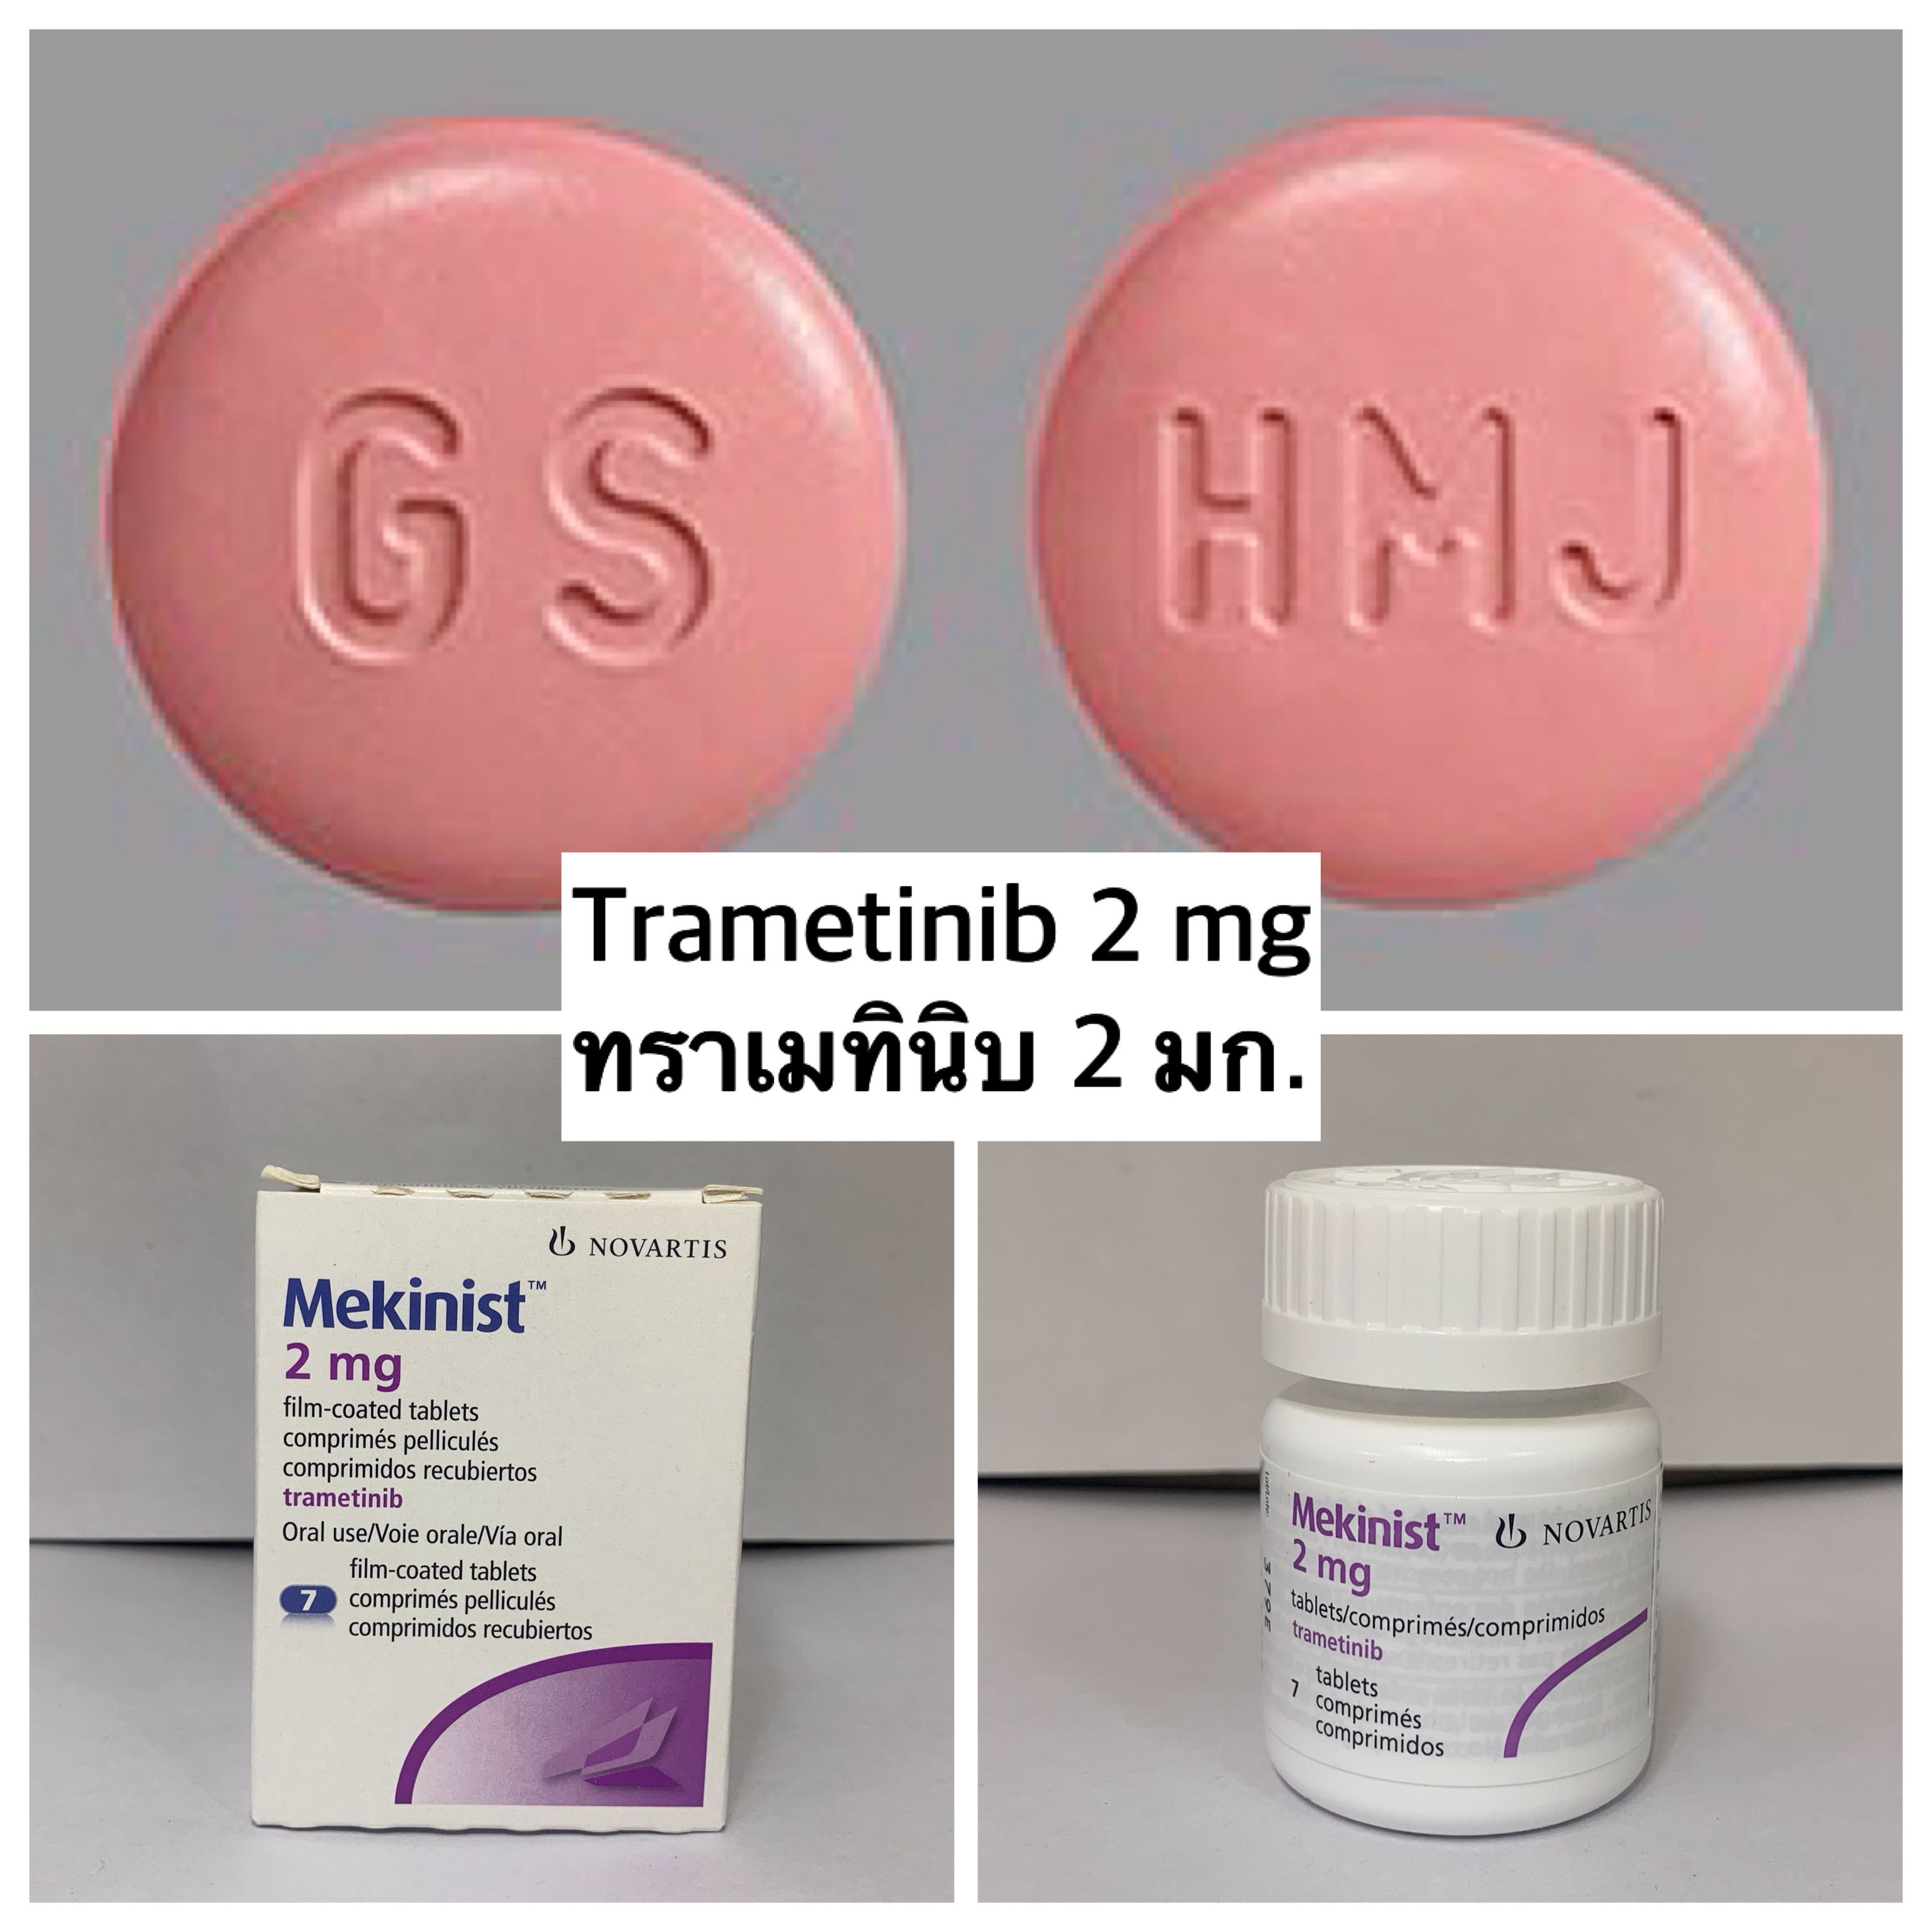 GS
HMJ
Trametinib 2 mg
ทราเมทินิบ 2 มก.
NOVARTIS
Mekinist™
2 mg
film-coated tablets
comprimés pelliculés
comprimidos recubiertos
trametinib
Oral use/Voie orale/Vía oral
film-coated tablets
7 comprimés pelliculés
comprimidos recubiertos
Mekinist™ NOVARTIS
2 mg
tablets/comprimés/comprimidos
trametinib
tablets
7 comprimés
comprimidos